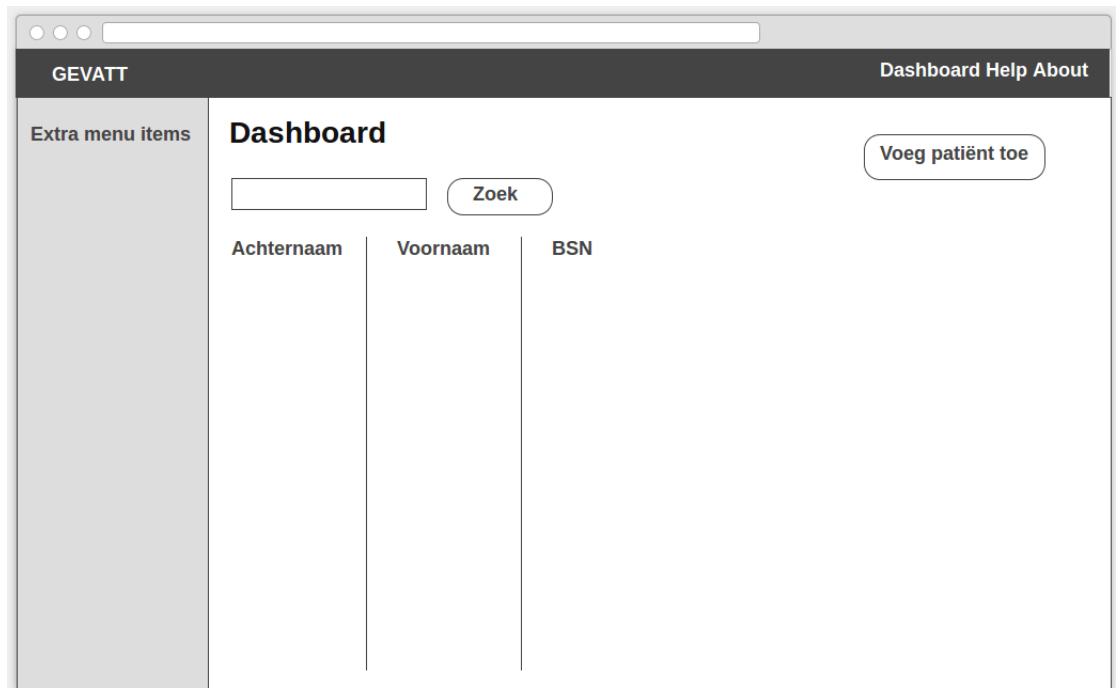 GEVATT
Dashboard Help About
Extra menu items
Dashboard
Voeg patiënt toe
Zoek
Achternaam Voornaam BSN